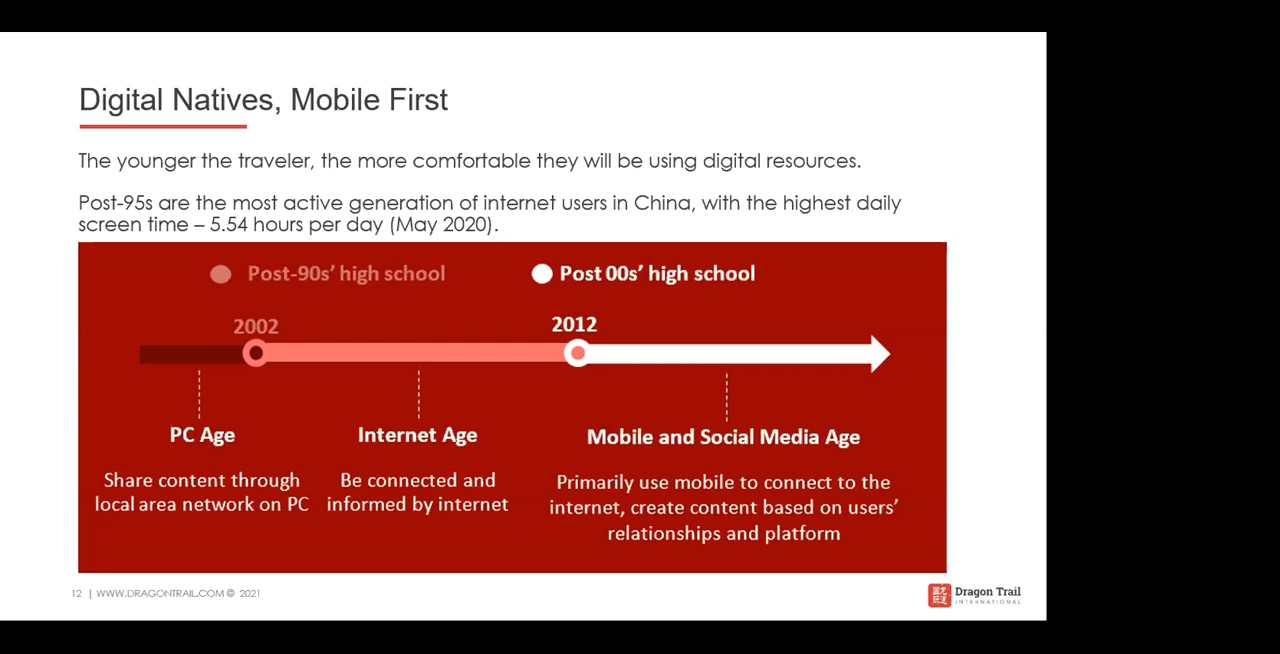 Digital Natives, Mobile First
The younger the traveler, the more comfortable they will be using digital resources.
Post-95s are the most active generation of internet users in China, with the highest daily
screen time – 5.54 hours per day (May 2020).
Post-90s’ high school
Post 00s’ high school
2002
2012
PC Age
Internet Age
Mobile and Social Media Age
Share content through
local area network on PC
Be connected and
informed by internet
Primarily use mobile to connect to the
internet, create content based on users’
relationships and platform
12 | WWW.DRAGONTRAIL.COM © 2021
Dragon Trail
INTERNATIONAL